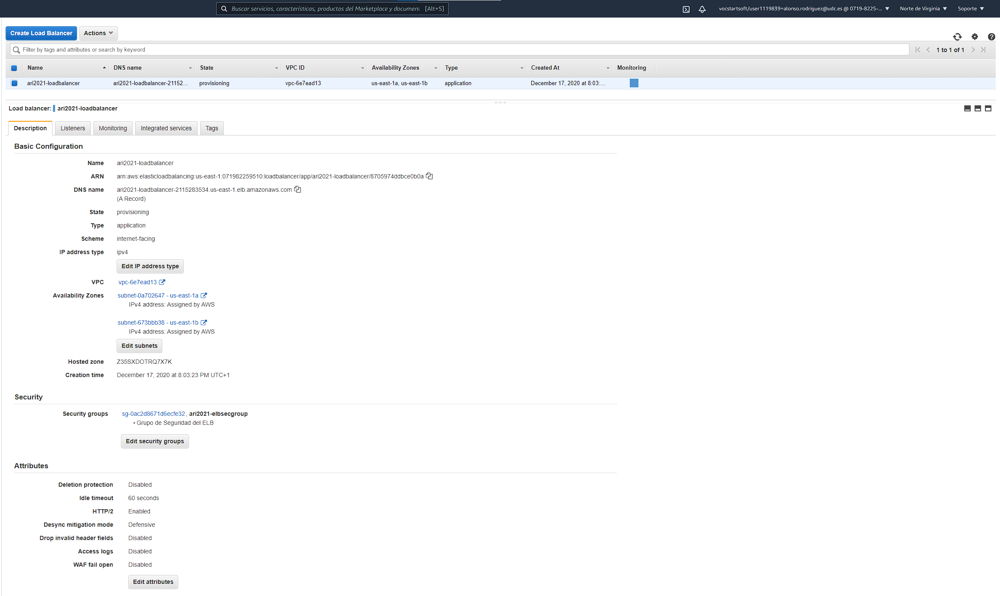 Buscar servicios, características, productos del Marketplace y documen [Alt+S]
vocstartsoft/user1119839=alonso.rodriguez@udc.es @ 0719-8225-...
Norte de Virginia
Soporte
Create Load Balancer
Actions
Filter by tags and attributes or search by keyword
1 to 1 of 1
Name DNS name State VPC ID Availability Zones Type Created At Monitoring
ari2021-loadbalancer ari2021-loadbalancer-21152... provisioning vpc-6e7ead13 us-east-1a, us-east-1b application December 17, 2020 at 8:03:...
Load balancer: ari2021-loadbalancer
Description Listeners Monitoring Integrated services Tags
Basic Configuration
Name ari2021-loadbalancer
ARN arn:aws:elasticloadbalancing:us-east-1:071982259510:loadbalancer/app/ari2021-loadbalancer/8705974ddbce0b0a
DNS name ari2021-loadbalancer-2115283534.us-east-1.elb.amazonaws.com
(A Record)
State provisioning
Type application
Scheme internet-facing
IP address type ipv4
Edit IP address type
VPC vpc-6e7ead13
Availability Zones subnet-0a702647 - us-east-1a
IPv4 address: Assigned by AWS
subnet-673bbb38 - us-east-1b
IPv4 address: Assigned by AWS
Edit subnets
Hosted zone Z35SXDOTRQ7X7K
Creation time December 17, 2020 at 8:03:23 PM UTC+1
Security
Security groups sg-0ac2d8671d6ecfe32, ari2021-elbsecgroup
• Grupo de Seguridad del ELB
Edit security groups
Attributes
Deletion protection Disabled
Idle timeout 60 seconds
HTTP/2 Enabled
Desync mitigation mode Defensive
Drop invalid header fields Disabled
Access logs Disabled
WAF fail open Disabled
Edit attributes